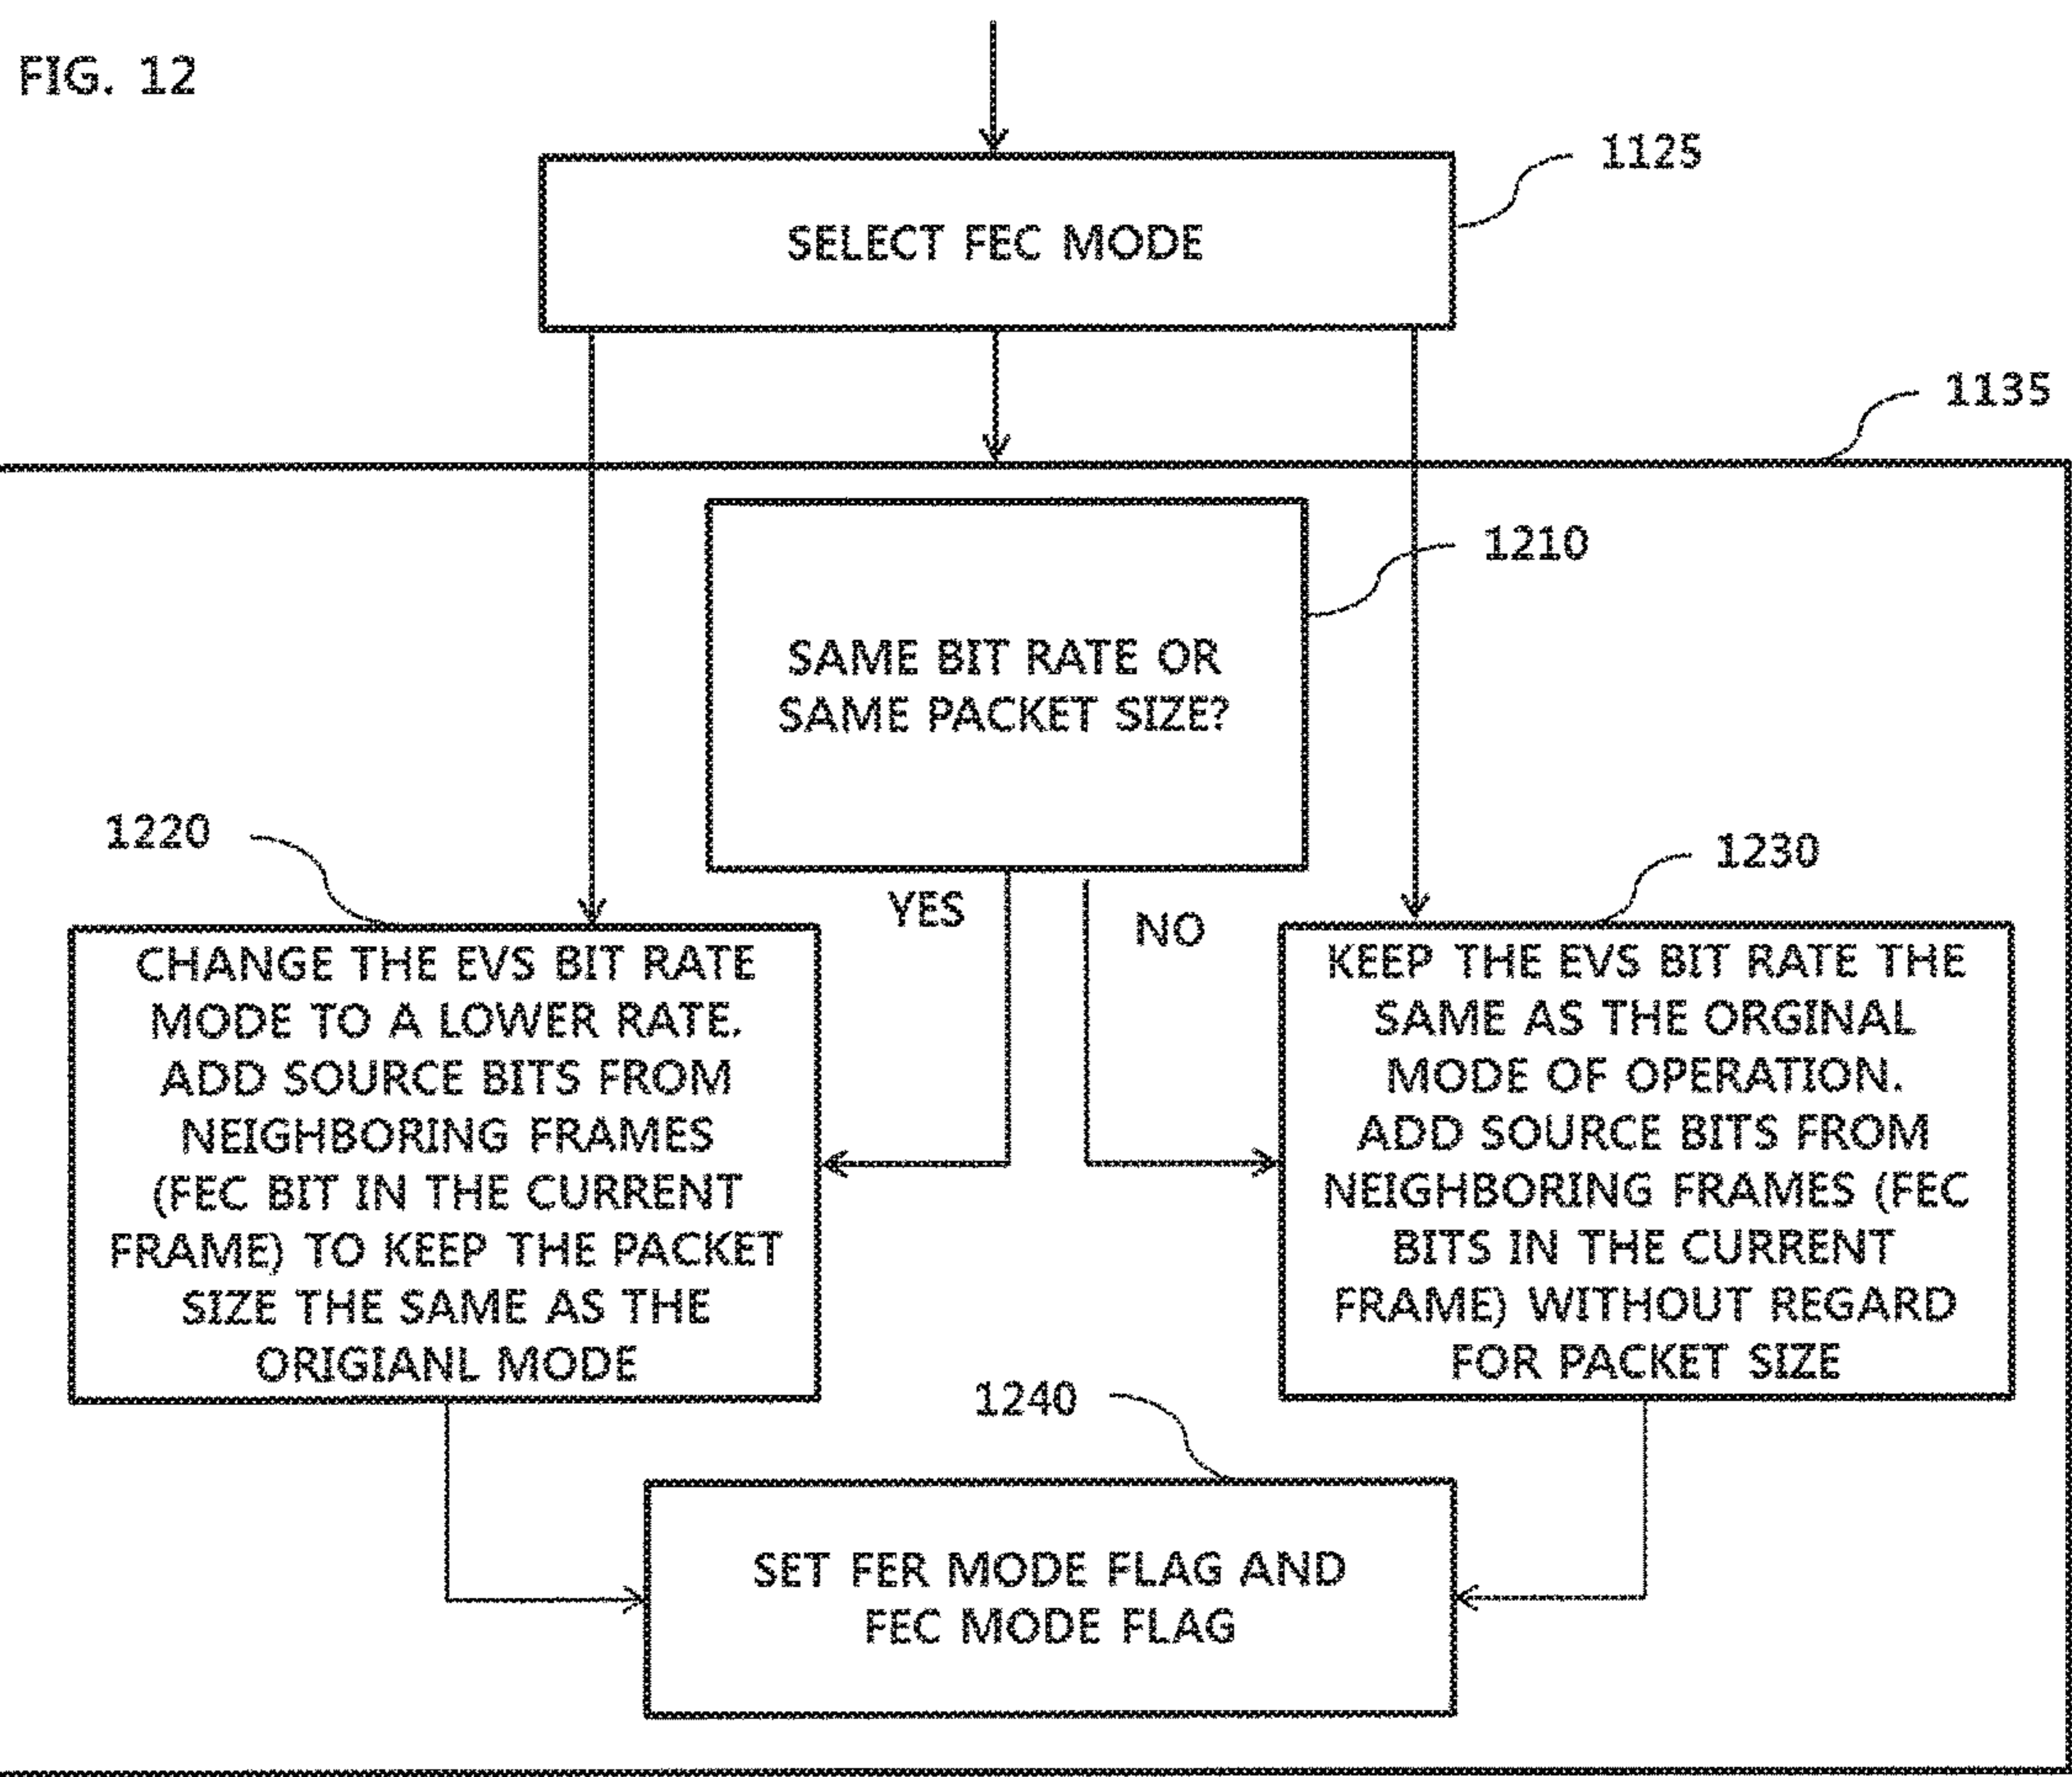 FIG. 12
1125
SELECT FEC MODE
1135
1210
SAME BIT RATE OR
SAME PACKET SIZE?
1220
YES
NO
1230
CHANGE THE EVS BIT RATE
MODE TO A LOWER RATE.
ADD SOURCE BITS FROM
NEIGHBORING FRAMES
(FEC BIT IN THE CURRENT
FRAME) TO KEEP THE PACKET
SIZE THE SAME AS THE
ORIGIANL MODE
KEEP THE EVS BIT RATE THE
SAME AS THE ORGINAL
MODE OF OPERATION.
ADD SOURCE BITS FROM
NEIGHBORING FRAMES (FEC
BITS IN THE CURRENT
FRAME) WITHOUT REGARD
FOR PACKET SIZE
1240
SET FER MODE FLAG AND
FEC MODE FLAG